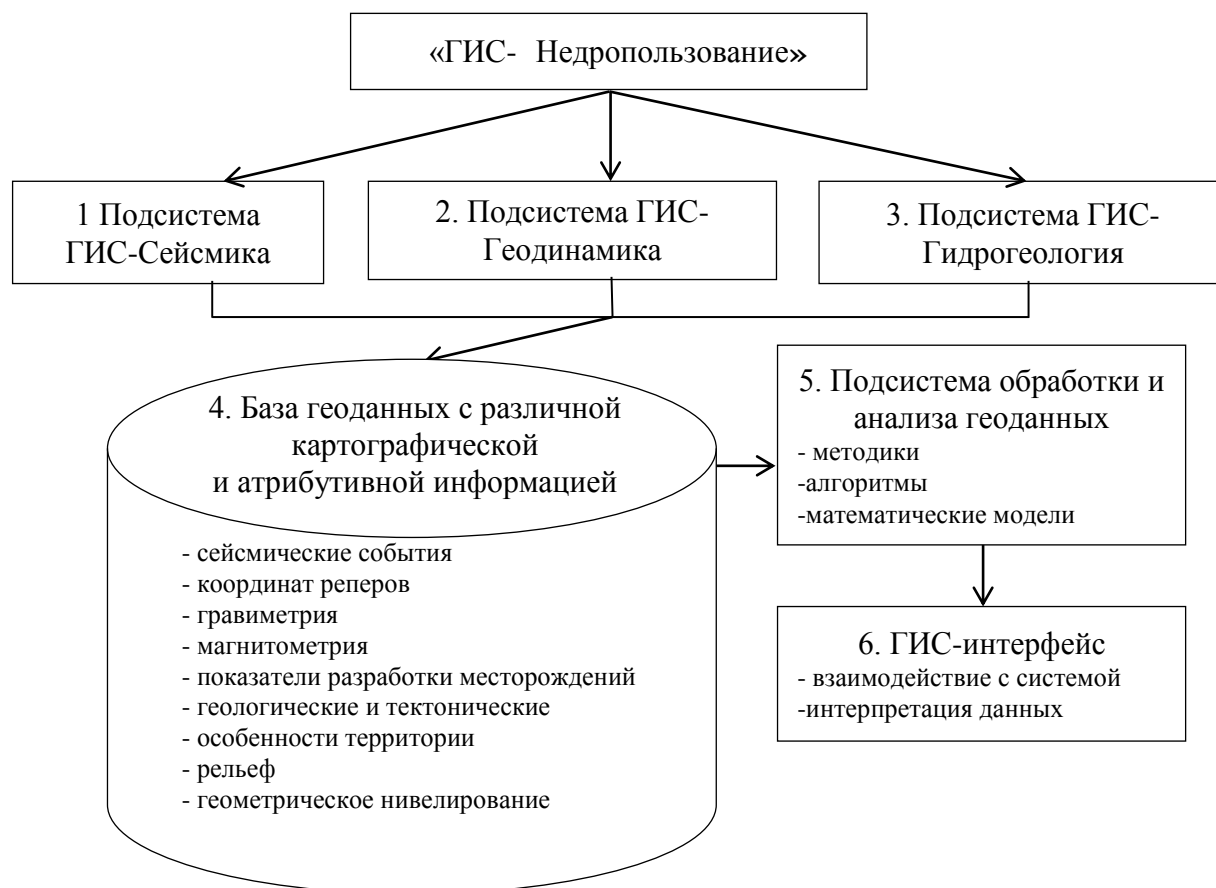 «ГИС- Недропользование»
1 Подсистема
ГИС-Сейсмика
2. Подсистема ГИС-
Геодинамика
3. Подсистема ГИС-
Гидрогеология
4. База геоданных с различной
картографической
и атрибутивной информацией
- сейсмические события
- координат реперов
- гравиметрия
- магнитометрия
- показатели разработки месторождений
- геологические и тектонические
- особенности территории
- рельеф
- геометрическое нивелирование
5. Подсистема обработки и
анализа геоданных
- методики
-алгоритмы
-математические модели
6. ГИС-интерфейс
- взаимодействие с системой
-интерпретация данных